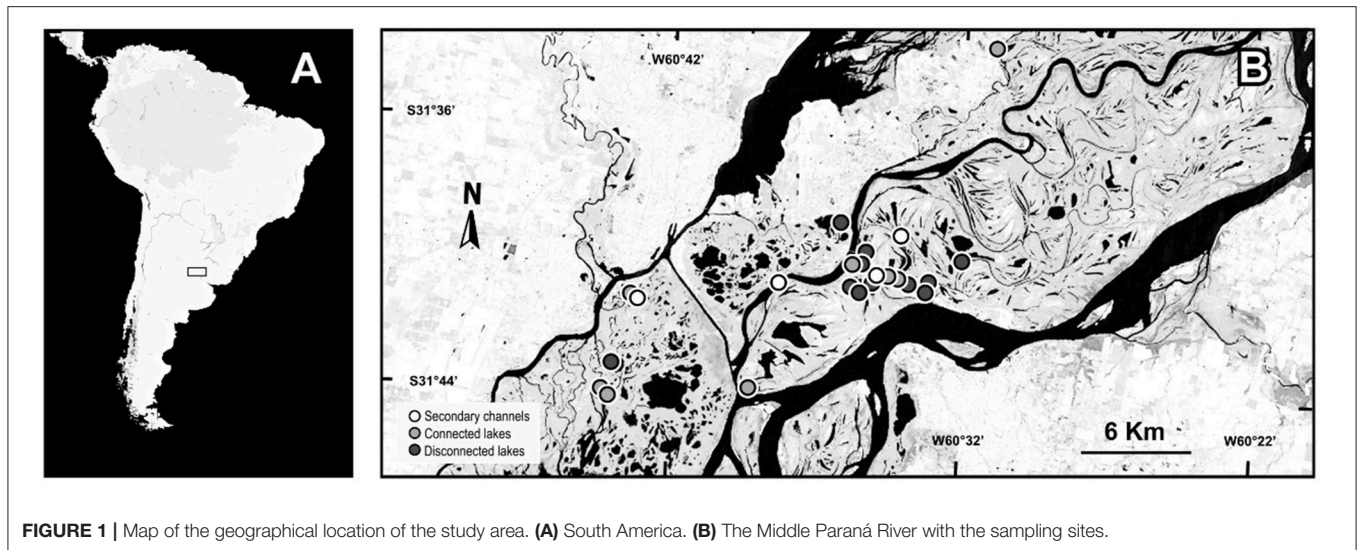 A
B
W60°42'
S31°36'
N
S31°44'
Secondary channels
Connected lakes
Disconnected lakes
W60°32'
6 Km
W60°22'
FIGURE 1 | Map of the geographical location of the study area. (A) South America. (B) The Middle Paraná River with the sampling sites.